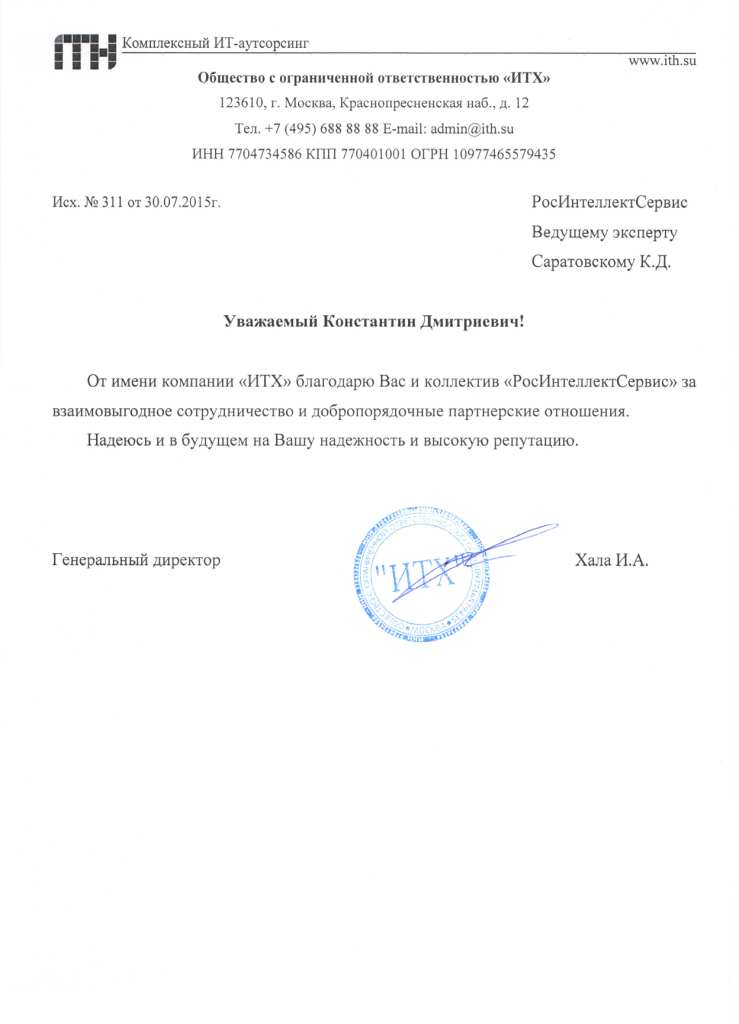 ITH
Комплексный ИТ-аутсорсинг
www.ith.su
Общество с ограниченной ответственностью «ИТХ»
123610, г. Москва, Краснопресненская наб., д. 12
Тел. +7 (495) 688 88 88 E-mail: admin@ith.su
ИНН 7704734586 КПП 770401001 ОГРН 10977465579435
Исх. № 311 от 30.07.2015г.
РосИнтеллектСервис
Ведущему эксперту
Саратовскому К.Д.
Уважаемый Константин Дмитриевич!
От имени компании «ИТХ» благодарю Вас и коллектив «РосИнтеллектСервис» за
взаимовыгодное сотрудничество и добропорядочные партнерские отношения.
Надеюсь и в будущем на Вашу надежность и высокую репутацию.
Генеральный директор
"ИТХ"
МОСКВА
Хала И.А.